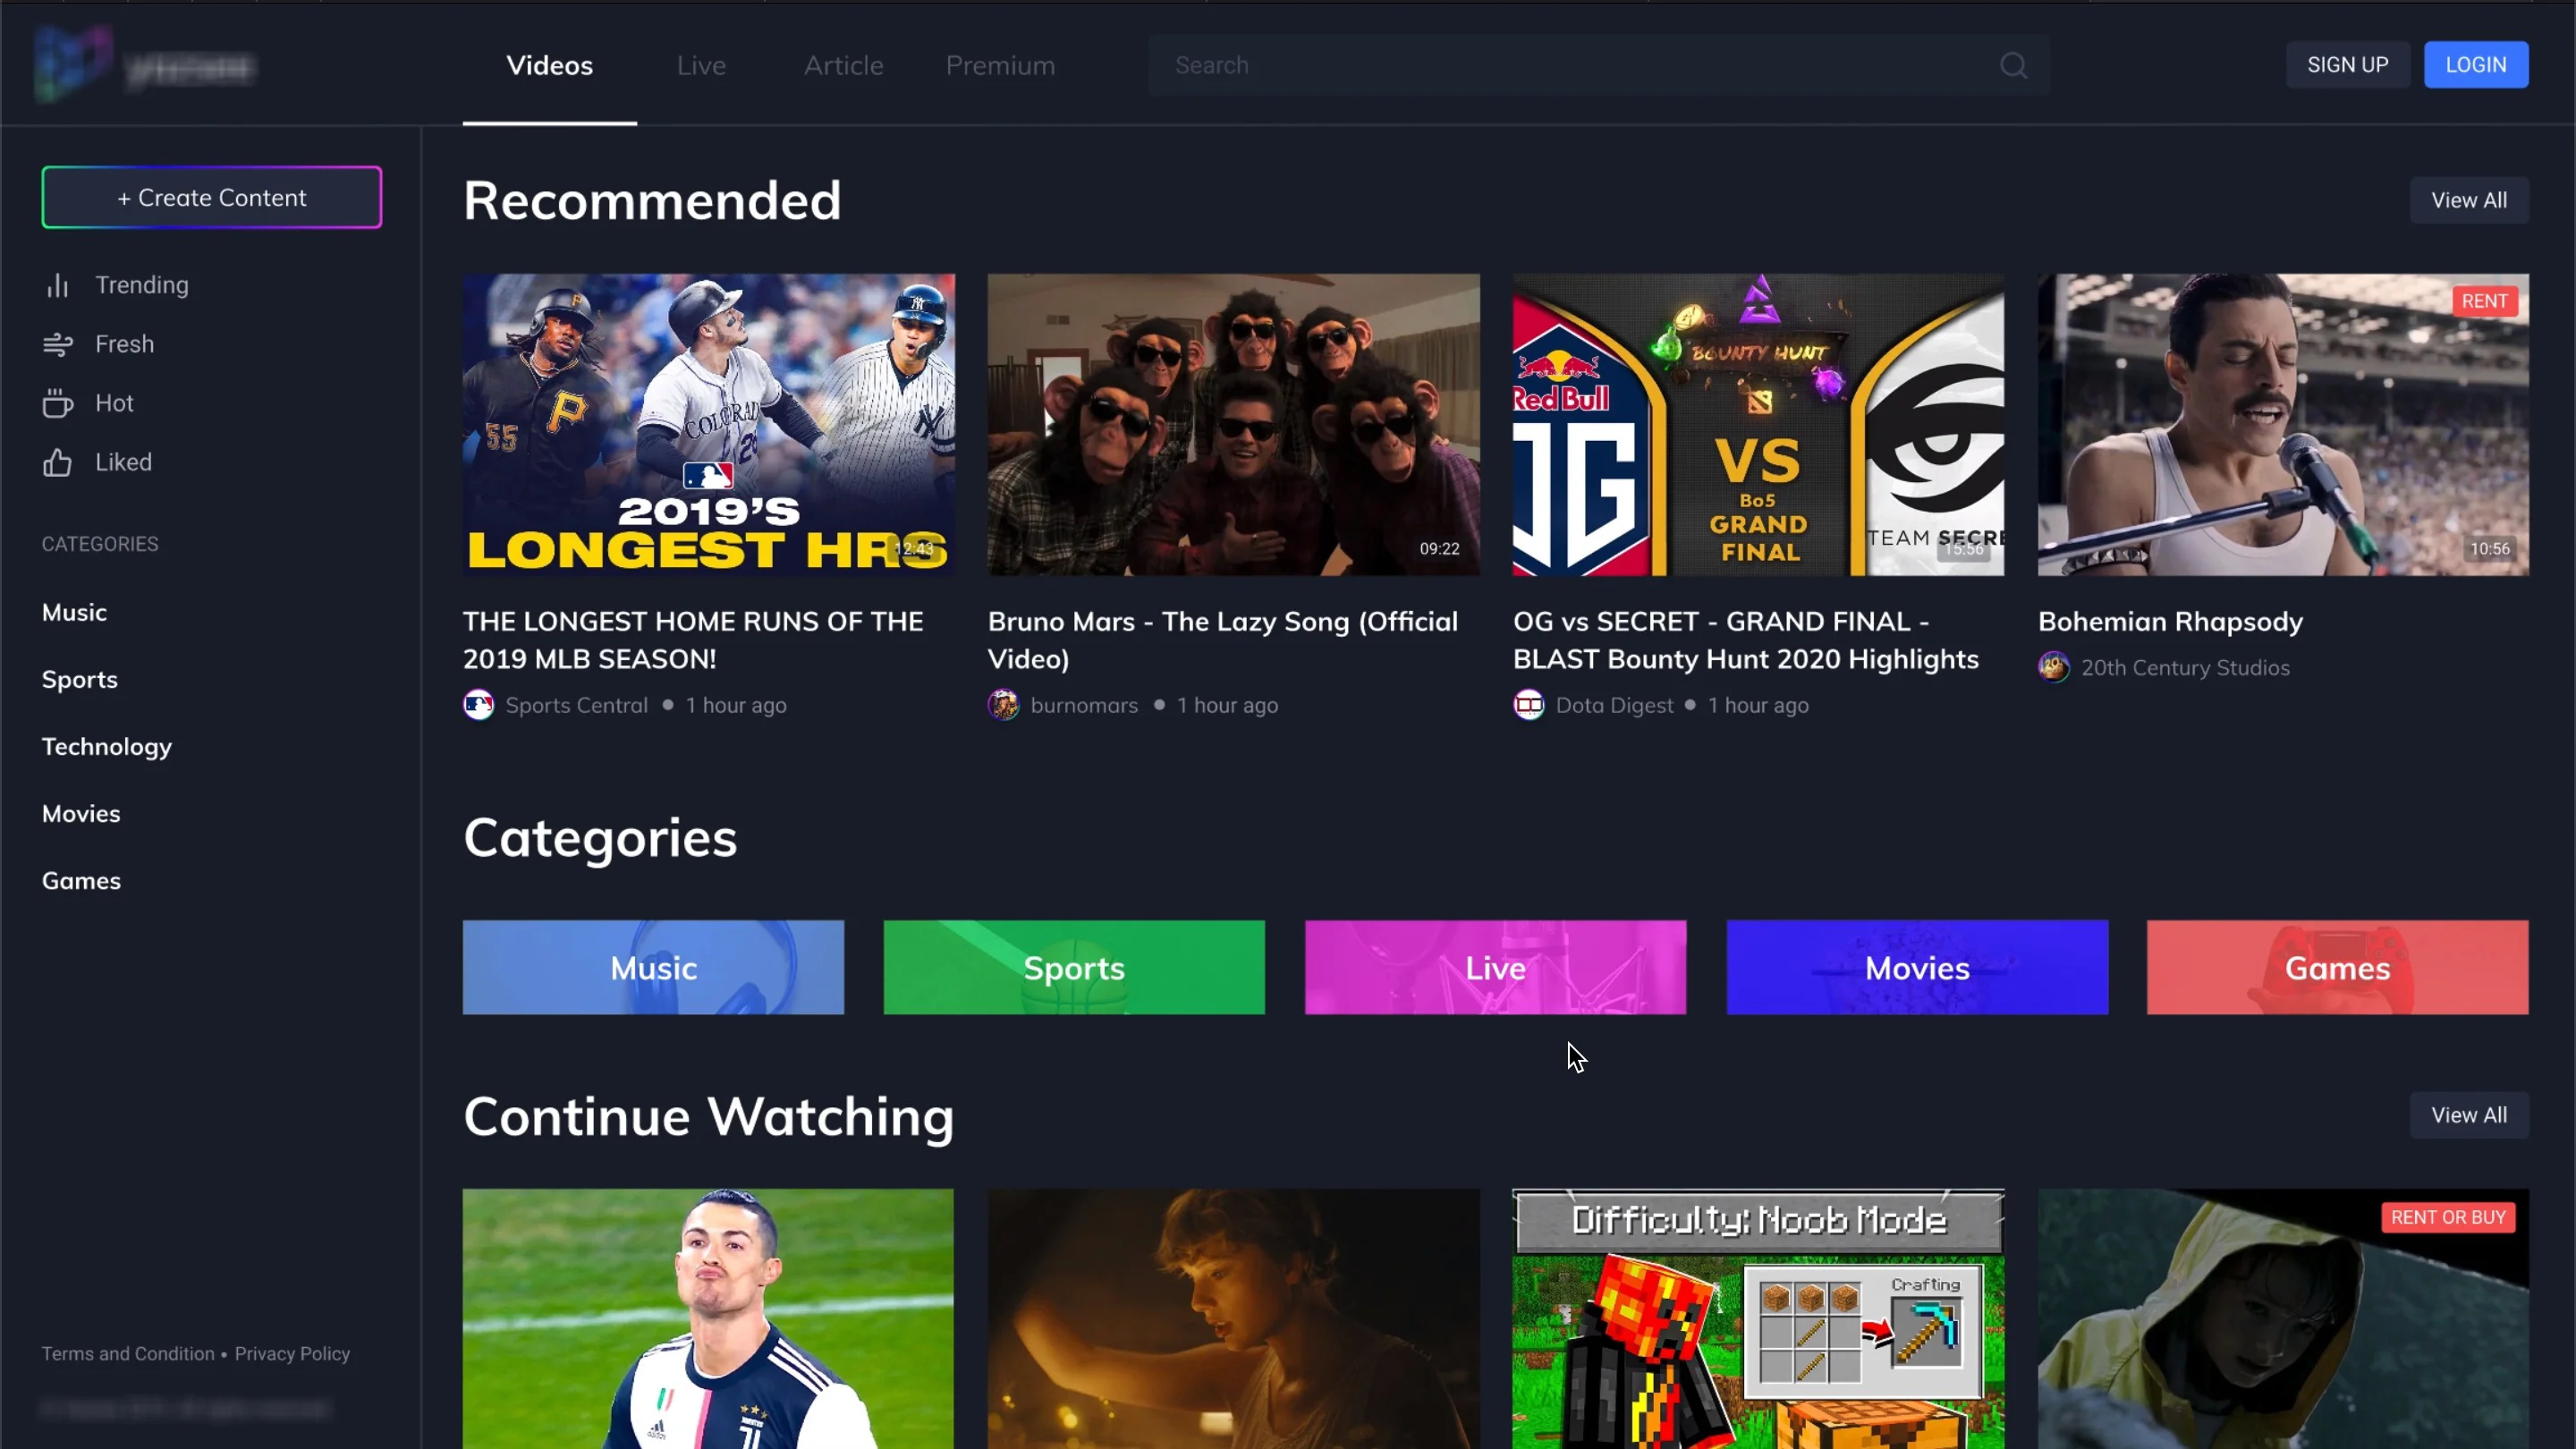 Videos
Live
Article
Premium
Search
SIGN UP
LOGIN
+ Create Content
Trending
Fresh
Hot
Liked
CATEGORIES
Music
Sports
Technology
Movies
Games
Terms and Condition • Privacy Policy
Recommended
View All
P
55
COLORAD
2019'S
LONGEST HRS
12:43
THE LONGEST HOME RUNS OF THE
2019 MLB SEASON!
Sports Central • 1 hour ago
09:22
Bruno Mars - The Lazy Song (Official
Video)
burnomars • 1 hour ago
BOUNTY HUNT
Red Bull
OG
VS
Bo5
GRAND
FINAL
TEAM SECRE
15:56
OG vs SECRET - GRAND FINAL -
BLAST Bounty Hunt 2020 Highlights
Dota Digest • 1 hour ago
RENT
10:56
Bohemian Rhapsody
20th Century Studios
Categories
Music
Sports
Live
Movies
Games
Continue Watching
View All
adidas
Difficulty: Noob Mode
Crafting
RENT OR BUY